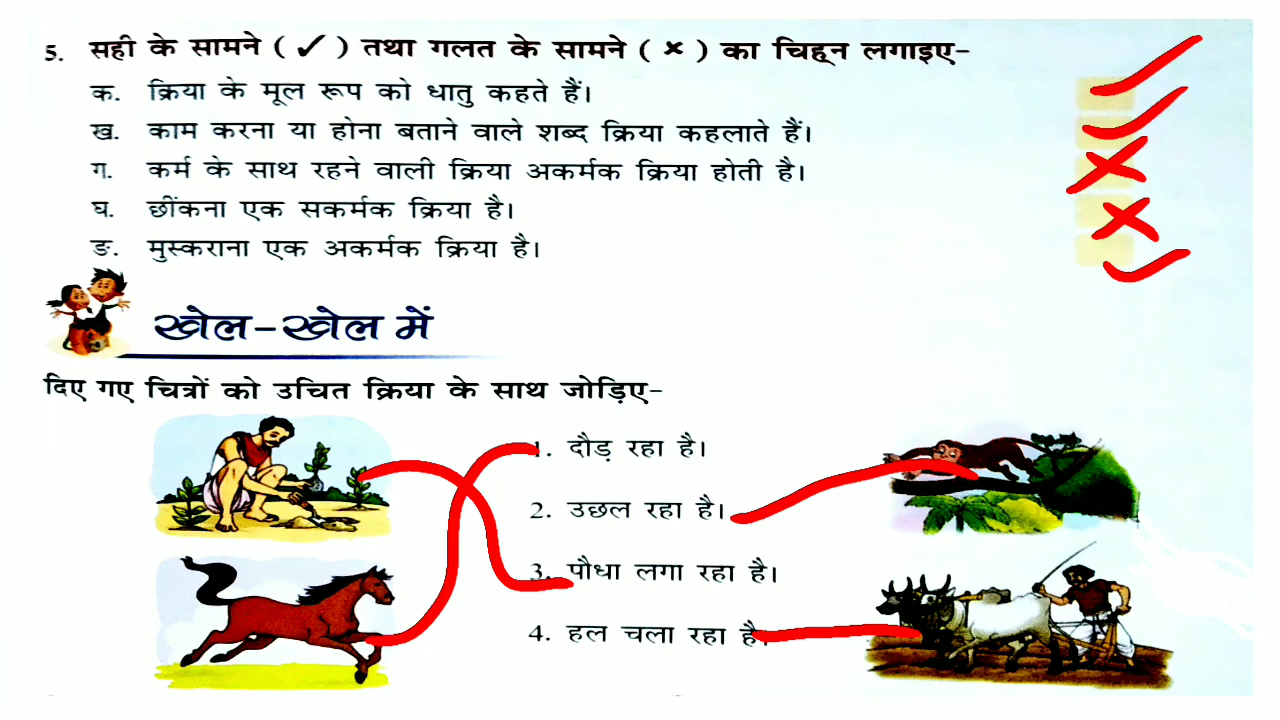 5. सही के सामने ( ✓ ) तथा गलत के सामने ( × ) का चिह्न लगाइए-
क. क्रिया के मूल रूप को धातु कहते हैं।
ख. काम करना या होना बताने वाले शब्द क्रिया कहलाते हैं।
ग. कर्म के साथ रहने वाली क्रिया अकर्मक क्रिया होती है।
घ. छींकना एक सकर्मक क्रिया है।
ङ. मुस्कराना एक अकर्मक क्रिया है।
खेल-खेल में
दिए गए चित्रों को उचित क्रिया के साथ जोड़िए-
1. दौड़ रहा है।
2. उछल रहा है।
3. पौधा लगा रहा है।
4. हल चला रहा है।